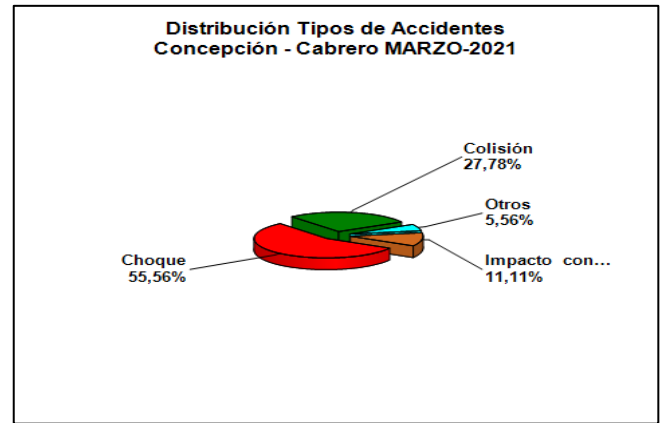 Distribución Tipos de Accidentes
Concepción - Cabrero MARZO-2021
Colisión
27,78%
Otros
5,56%
Choque
55,56%
Impacto con...
11,11%